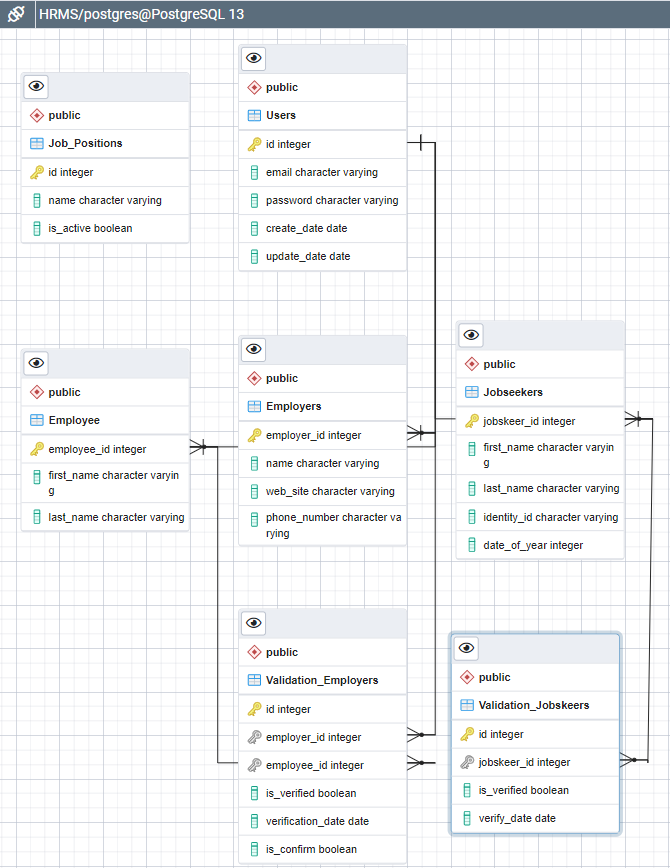 HRMS/postgres@PostgreSQL 13
public
Job_Positions
id integer
name character varying
is_active boolean
public
Users
id integer
email character varying
password character varying
create_date date
update_date date
public
Employee
employee_id integer
first_name character varyin
g
last_name character varying
public
Employers
employer_id integer
name character varying
web_site character varying
phone_number character va
rying
public
Jobseekers
jobskeer_id integer
first_name character varyin
g
last_name character varying
identity_id character varying
date_of_year integer
public
Validation_Employers
id integer
employer_id integer
employee_id integer
is_verified boolean
verification_date date
is_confirm boolean
public
Validation_Jobskeers
id integer
jobskeer_id integer
is_verified boolean
verify_date date